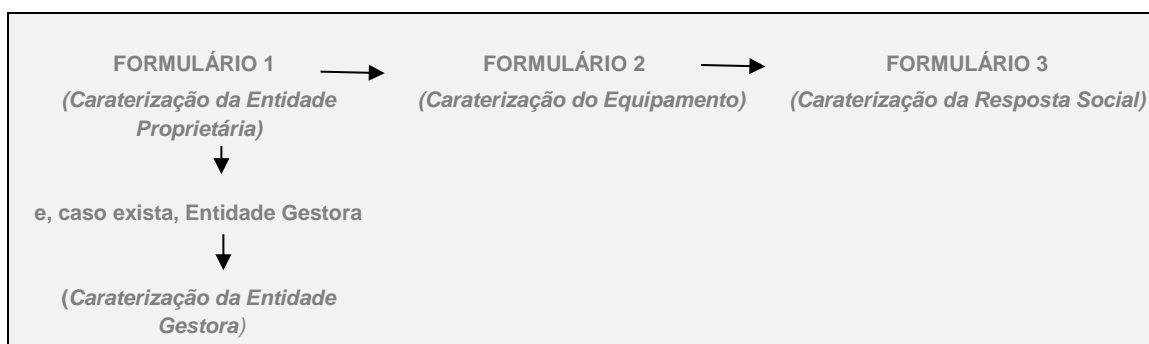 FORMULÁRIO 1
(Caraterização da Entidade
Proprietária)
e, caso exista, Entidade Gestora
(Caraterização da Entidade
Gestora)
FORMULÁRIO 2
(Caraterização do Equipamento)
FORMULÁRIO 3
(Caraterização da Resposta Social)